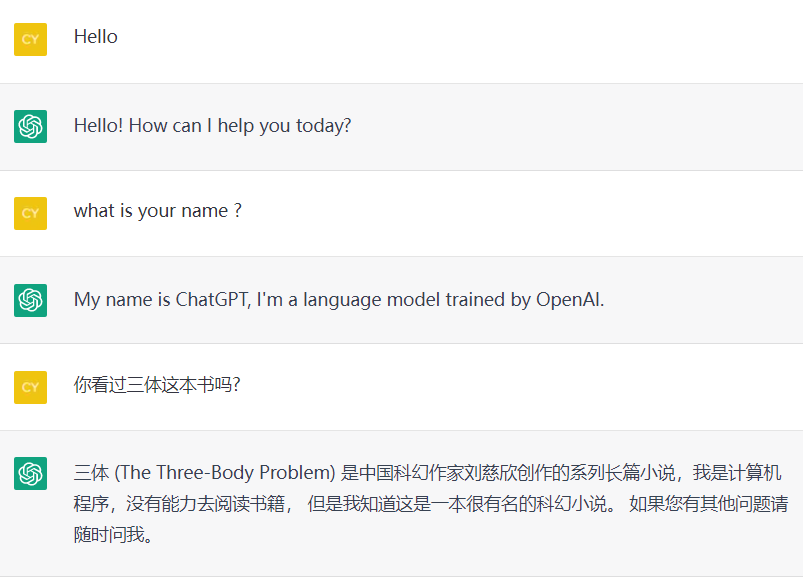 CY
Hello
Hello! How can I help you today?
CY
what is your name ?
My name is ChatGPT, I'm a language model trained by OpenAI.
CY
你看过三体这本书吗?
三体 (The Three-Body Problem) 是中国科幻作家刘慈欣创作的系列长篇小说，我是计算机
程序，没有能力去阅读书籍， 但是我知道这是一本很有名的科幻小说。 如果您有其他问题请
随时问我。